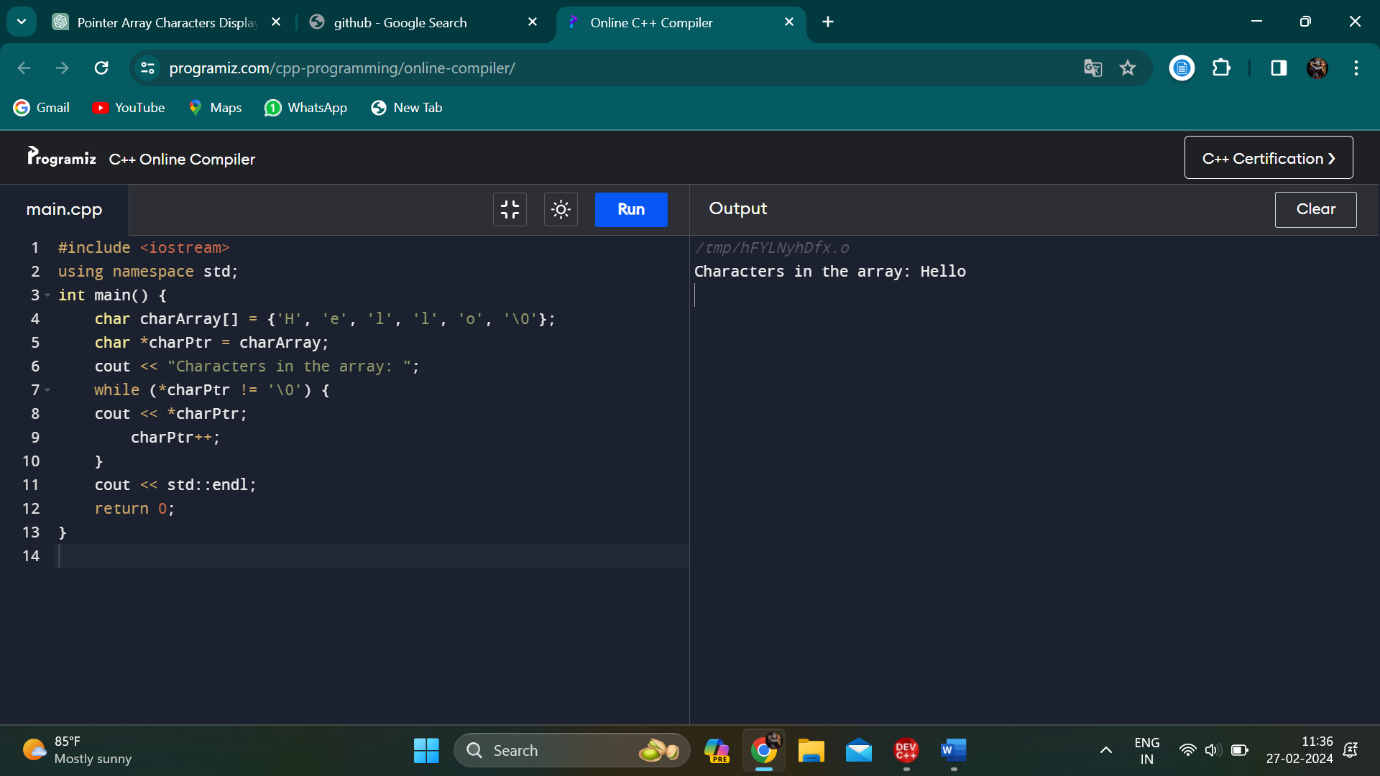 Pointer Array Characters Displa
github - Google Search
Online C++ Compiler
programiz.com/cpp-programming/online-compiler/
Gmail
YouTube
Maps
WhatsApp
New Tab
Programiz
C++ Online Compiler
C++ Certification ❯
main.cpp
Run
Output
Clear
1 #include <iostream>
2 using namespace std;
3 int main() {
4     char charArray[] = {'H', 'e', 'l', 'l', 'o', '\0'};
5     char *charPtr = charArray;
6     cout << "Characters in the array: ";
7     while (*charPtr != '\0') {
8     cout << *charPtr;
9         charPtr++;
10     }
11     cout << std::endl;
12     return 0;
13 }
14
/tmp/hFYLNyhDfx.o
Characters in the array: Hello
85°F
Mostly sunny
Search
PRE
DEV
C++
W
ENG
IN
11:36
27-02-2024